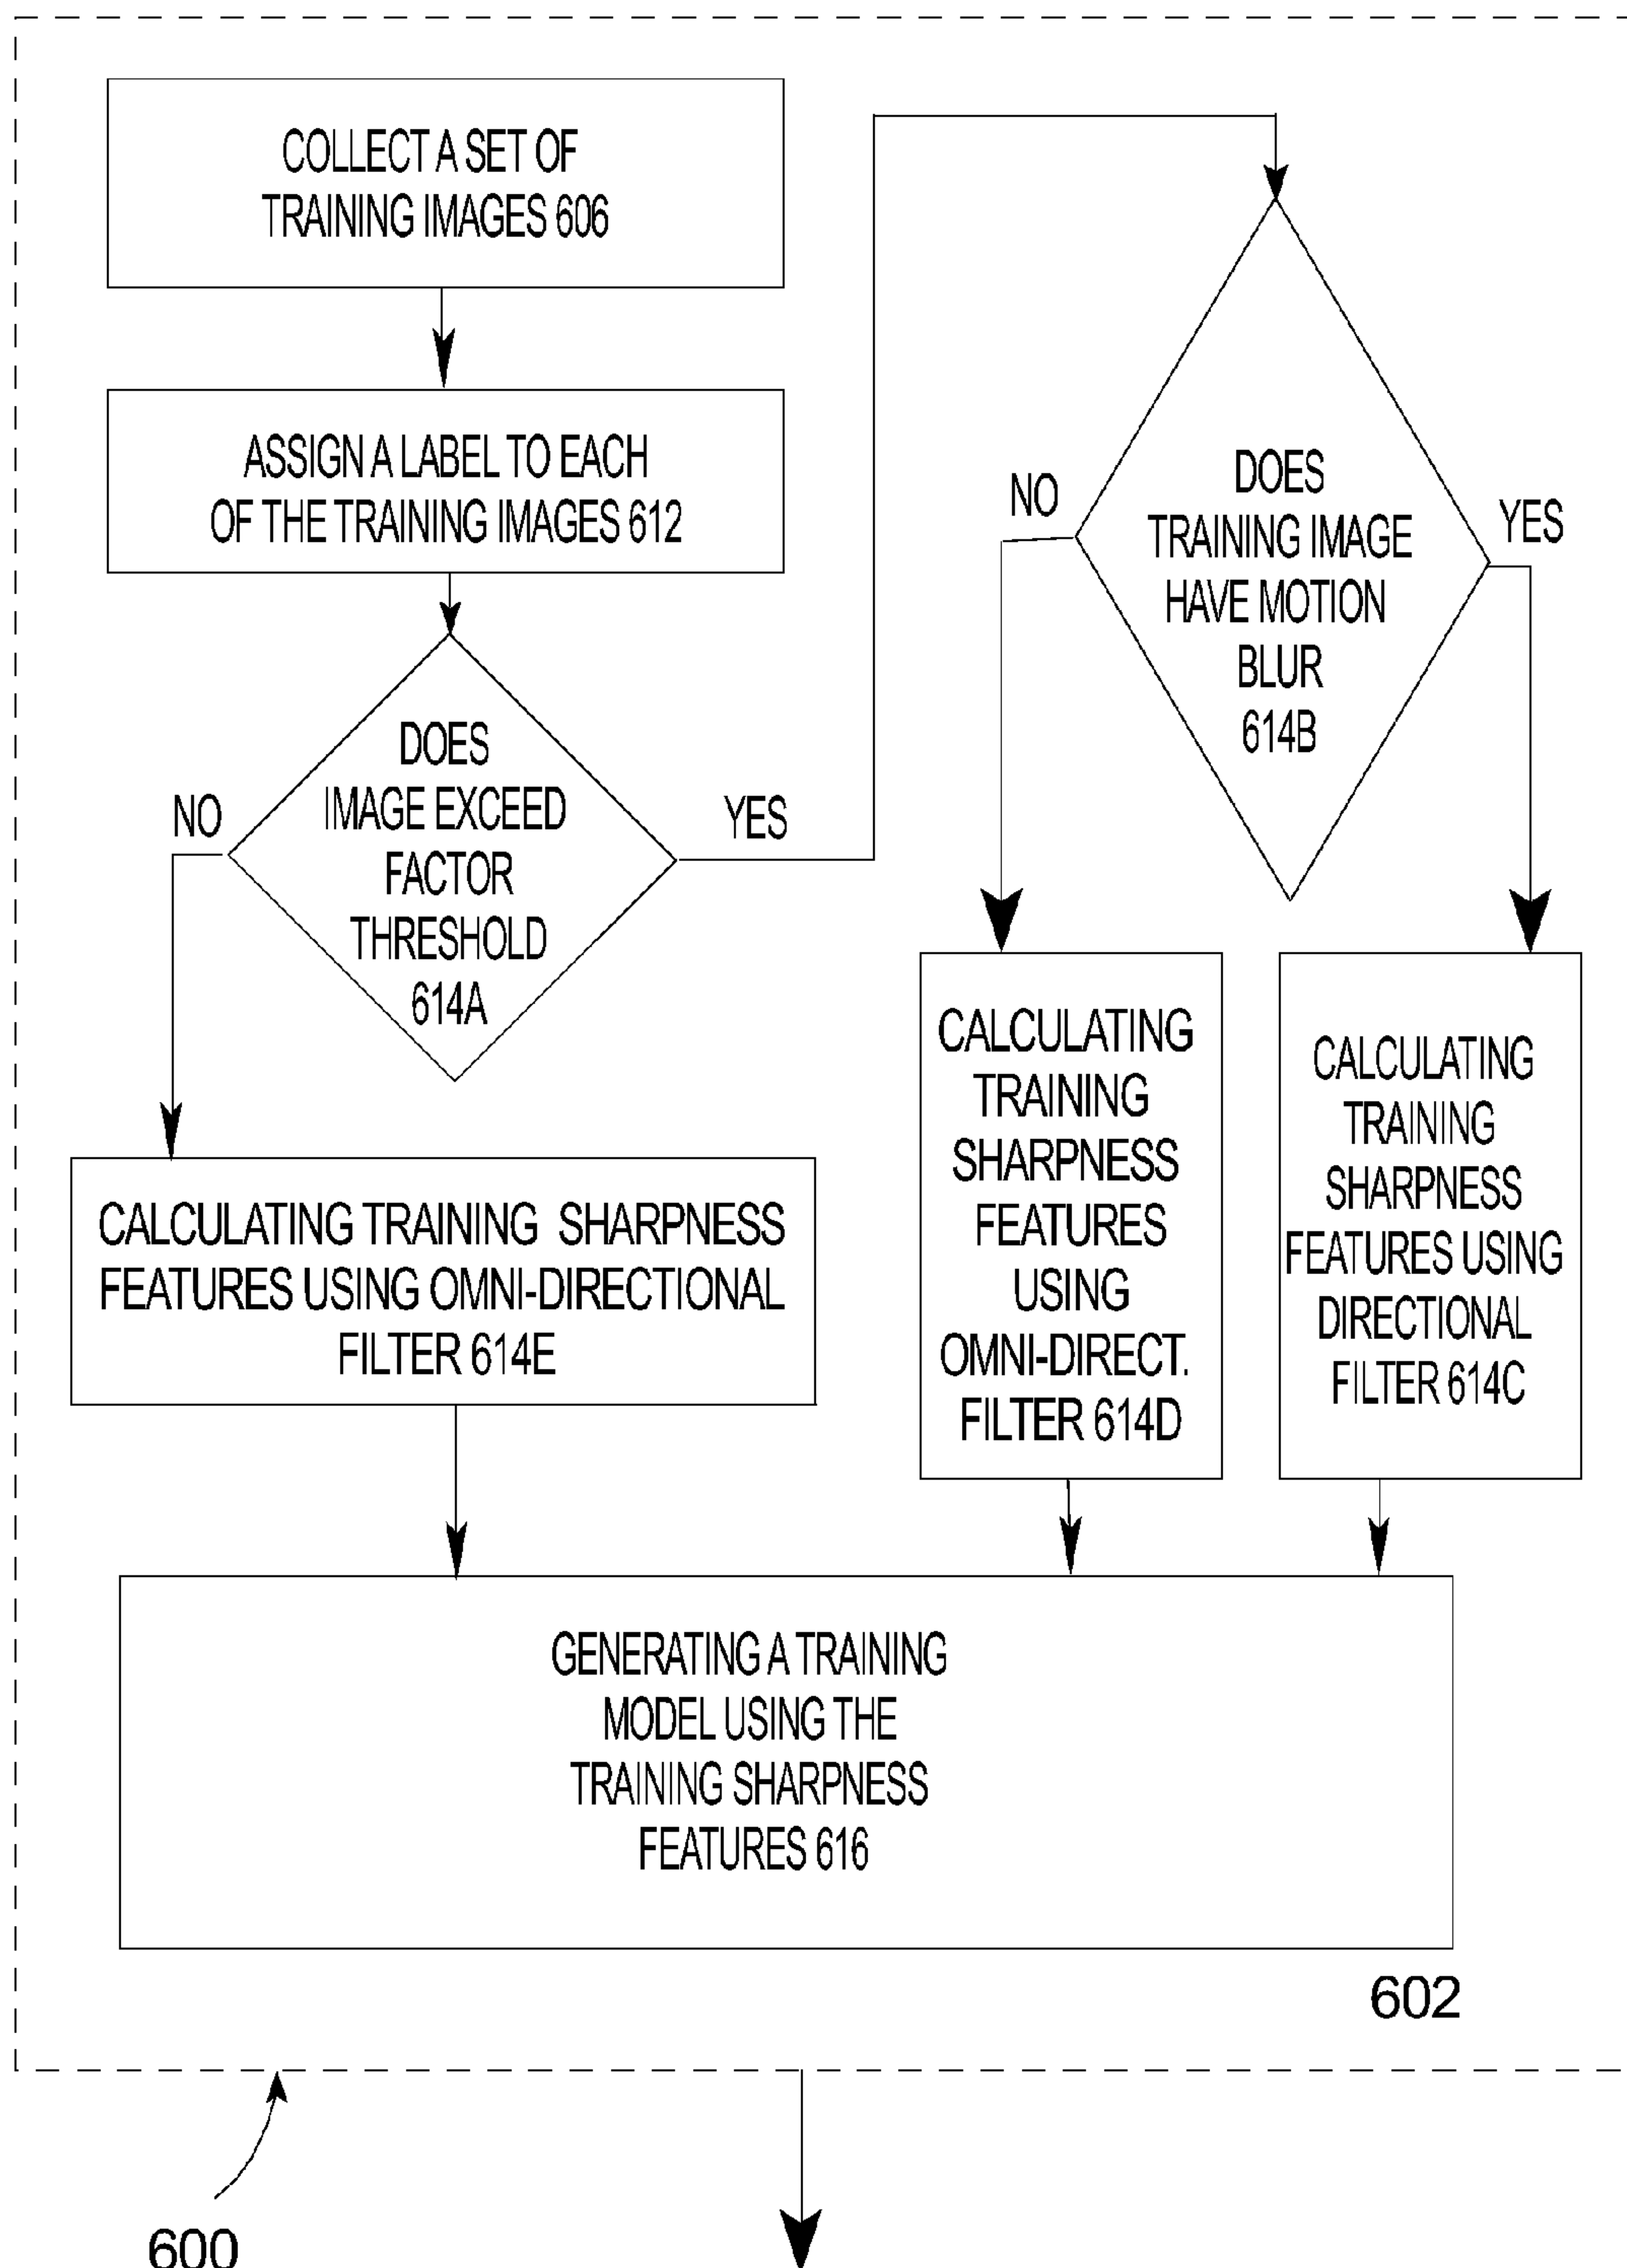 COLLECT A SET OF
TRAINING IMAGES 606
ASSIGN A LABEL TO EACH
OF THE TRAINING IMAGES 612
DOES
IMAGE EXCEED
FACTOR
THRESHOLD
614A
NO
YES
DOES
TRAINING IMAGE
HAVE MOTION
BLUR
614B
NO
YES
CALCULATING TRAINING SHARPNESS
FEATURES USING OMNI-DIRECTIONAL
FILTER 614E
CALCULATING
TRAINING
SHARPNESS
FEATURES
USING
OMNI-DIRECT.
FILTER 614D
CALCULATING
TRAINING
SHARPNESS
FEATURES USING
DIRECTIONAL
FILTER 614C
GENERATING A TRAINING
MODEL USING THE
TRAINING SHARPNESS
FEATURES 616
602
600